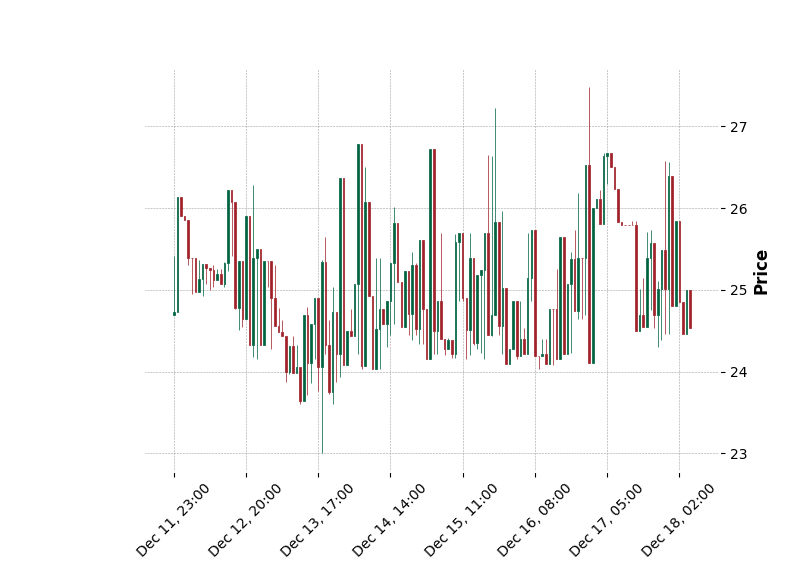 27
26
25
24
23
Price
Dec 11, 23:00
Dec 12, 20:00
Dec 13, 17:00
Dec 14, 14:00
Dec 15, 11:00
Dec 16, 08:00
Dec 17, 05:00
Dec 18, 02:00